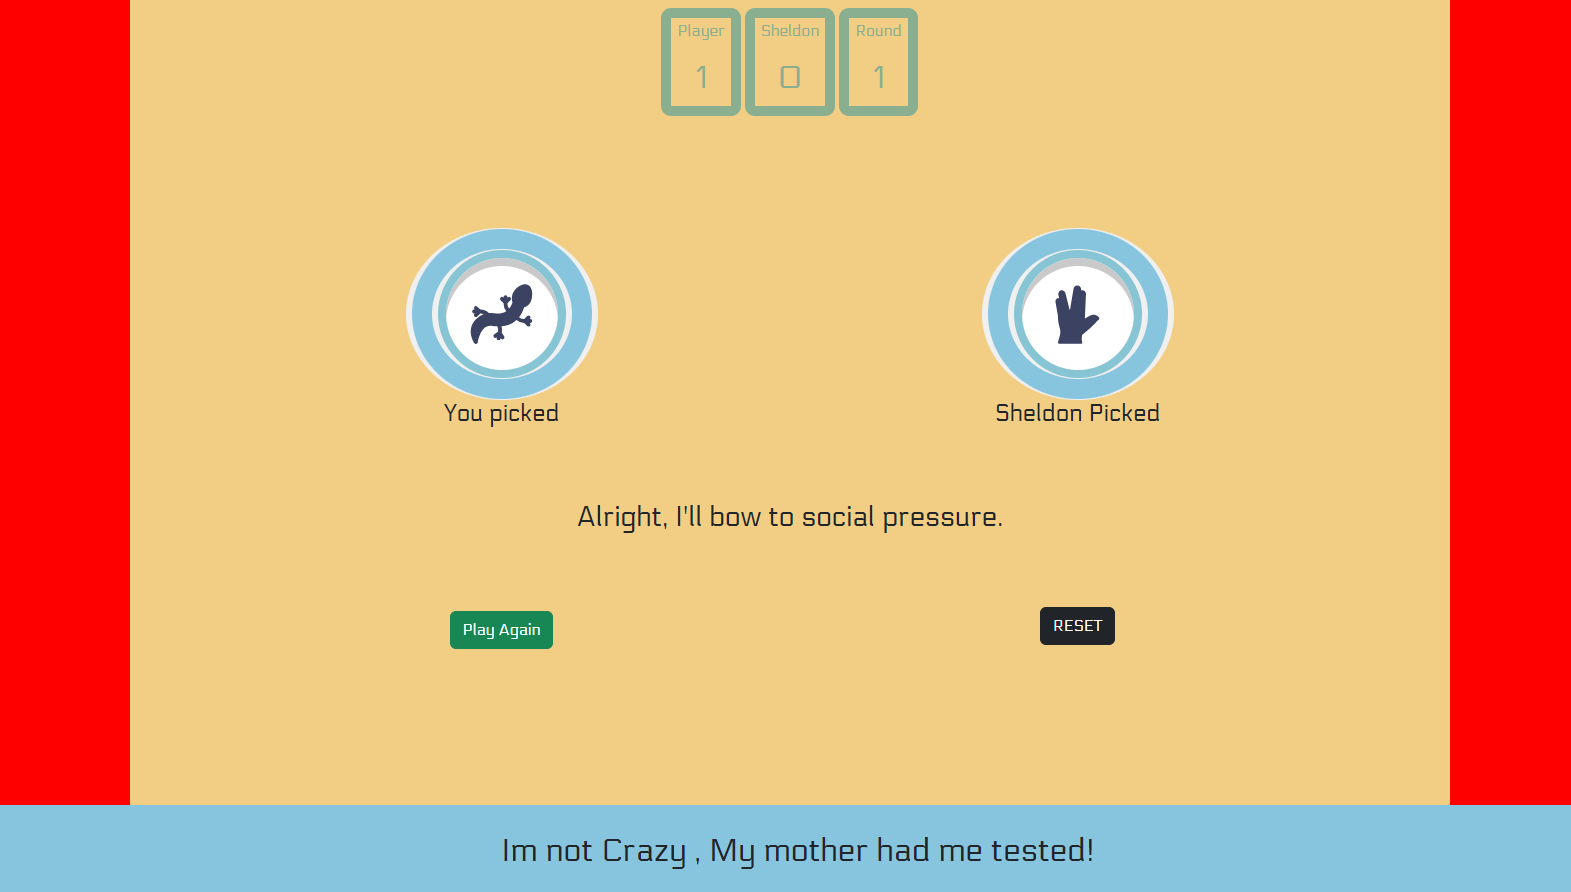 Player Sheldon Round
1 0 1
You picked Sheldon Picked
Alright, I'll bow to social pressure.
Play Again RESET
Im not Crazy , My mother had me tested!